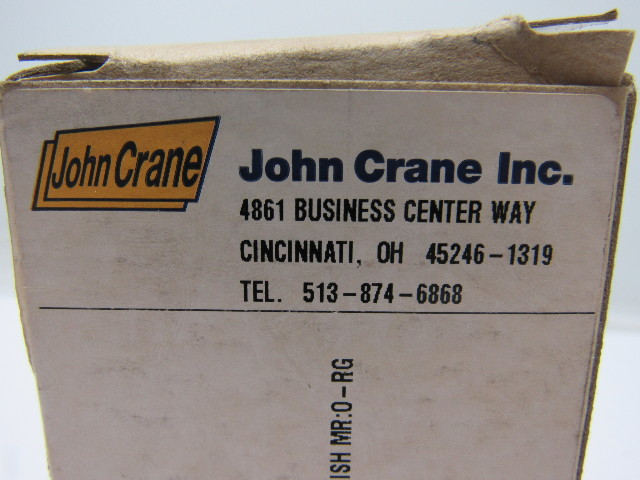 John Crane
John Crane Inc.
4861 BUSINESS CENTER WAY
CINCINNATI, OH 45246-1319
TEL. 513-874-6868
ISH MR:O-RG